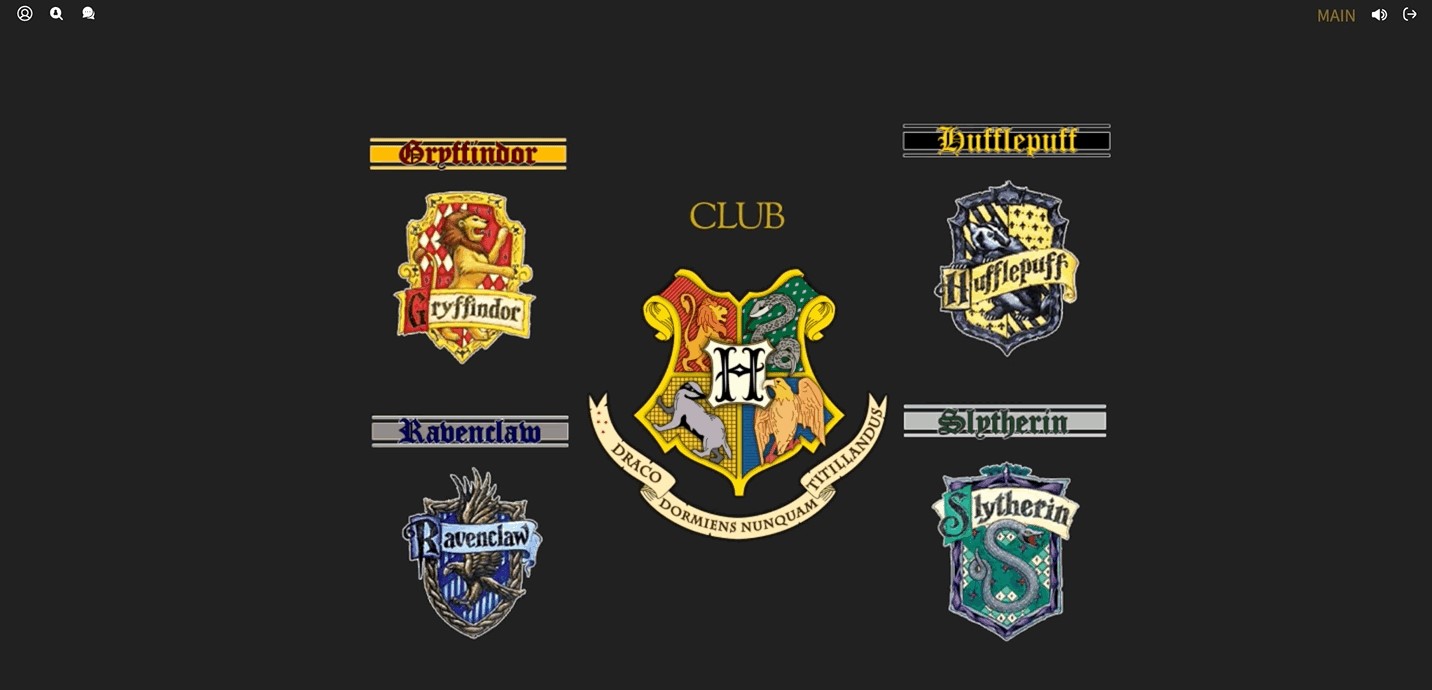 MAIN
Gryffindor
Hufflepuff
CLUB
Gryffindor
Hufflepuff
H
Ravenclaw
Slytherin
DRACO DORMIENS NUNQUAM TITILLANDUS
Ravenclaw
Slytherin